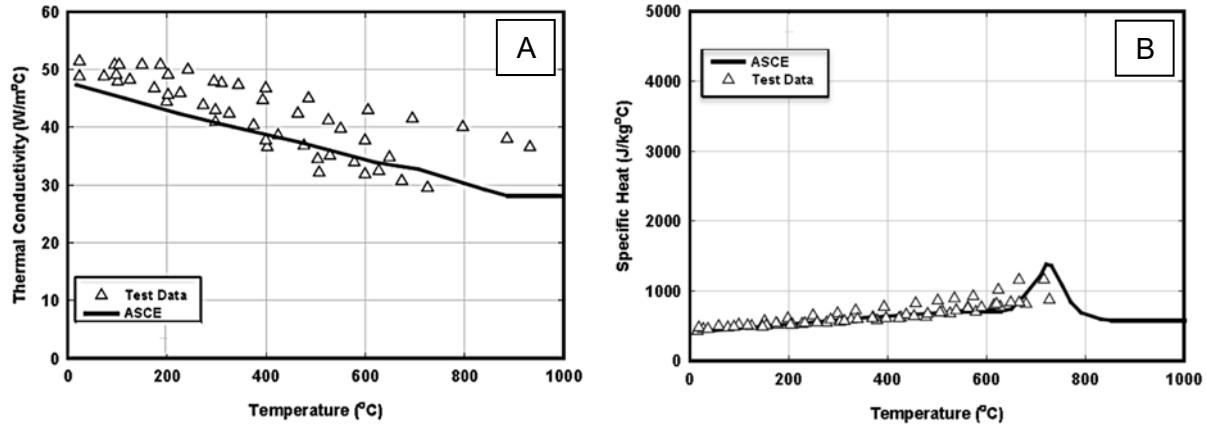 60
50
40
30
20
10
0
Thermal Conductivity (W/m°C)
A
Test Data
ASCE
0 200 400 600 800 1000
Temperature (°C)
5000
4000
3000
2000
1000
0
Specific Heat (J/kg°C)
B
ASCE
Test Data
0 200 400 600 800 1000
Temperature (°C)